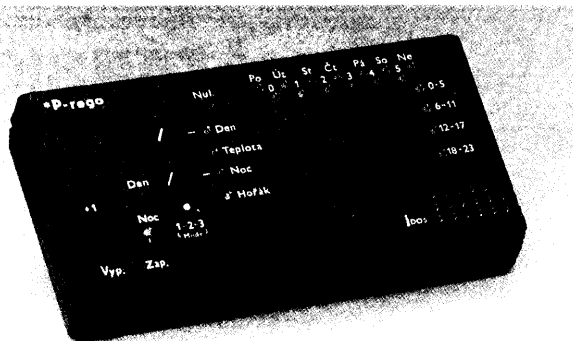 µP-rego
Nul.
Po Út St Čt Pá So Ne
0 1 2 3 4 5
Den
0-5
Teplota
6-11
Den
Noc
12-17
+1
Hořák
18-23
Noc
1-2-3
Vyp. Zap.
DOS